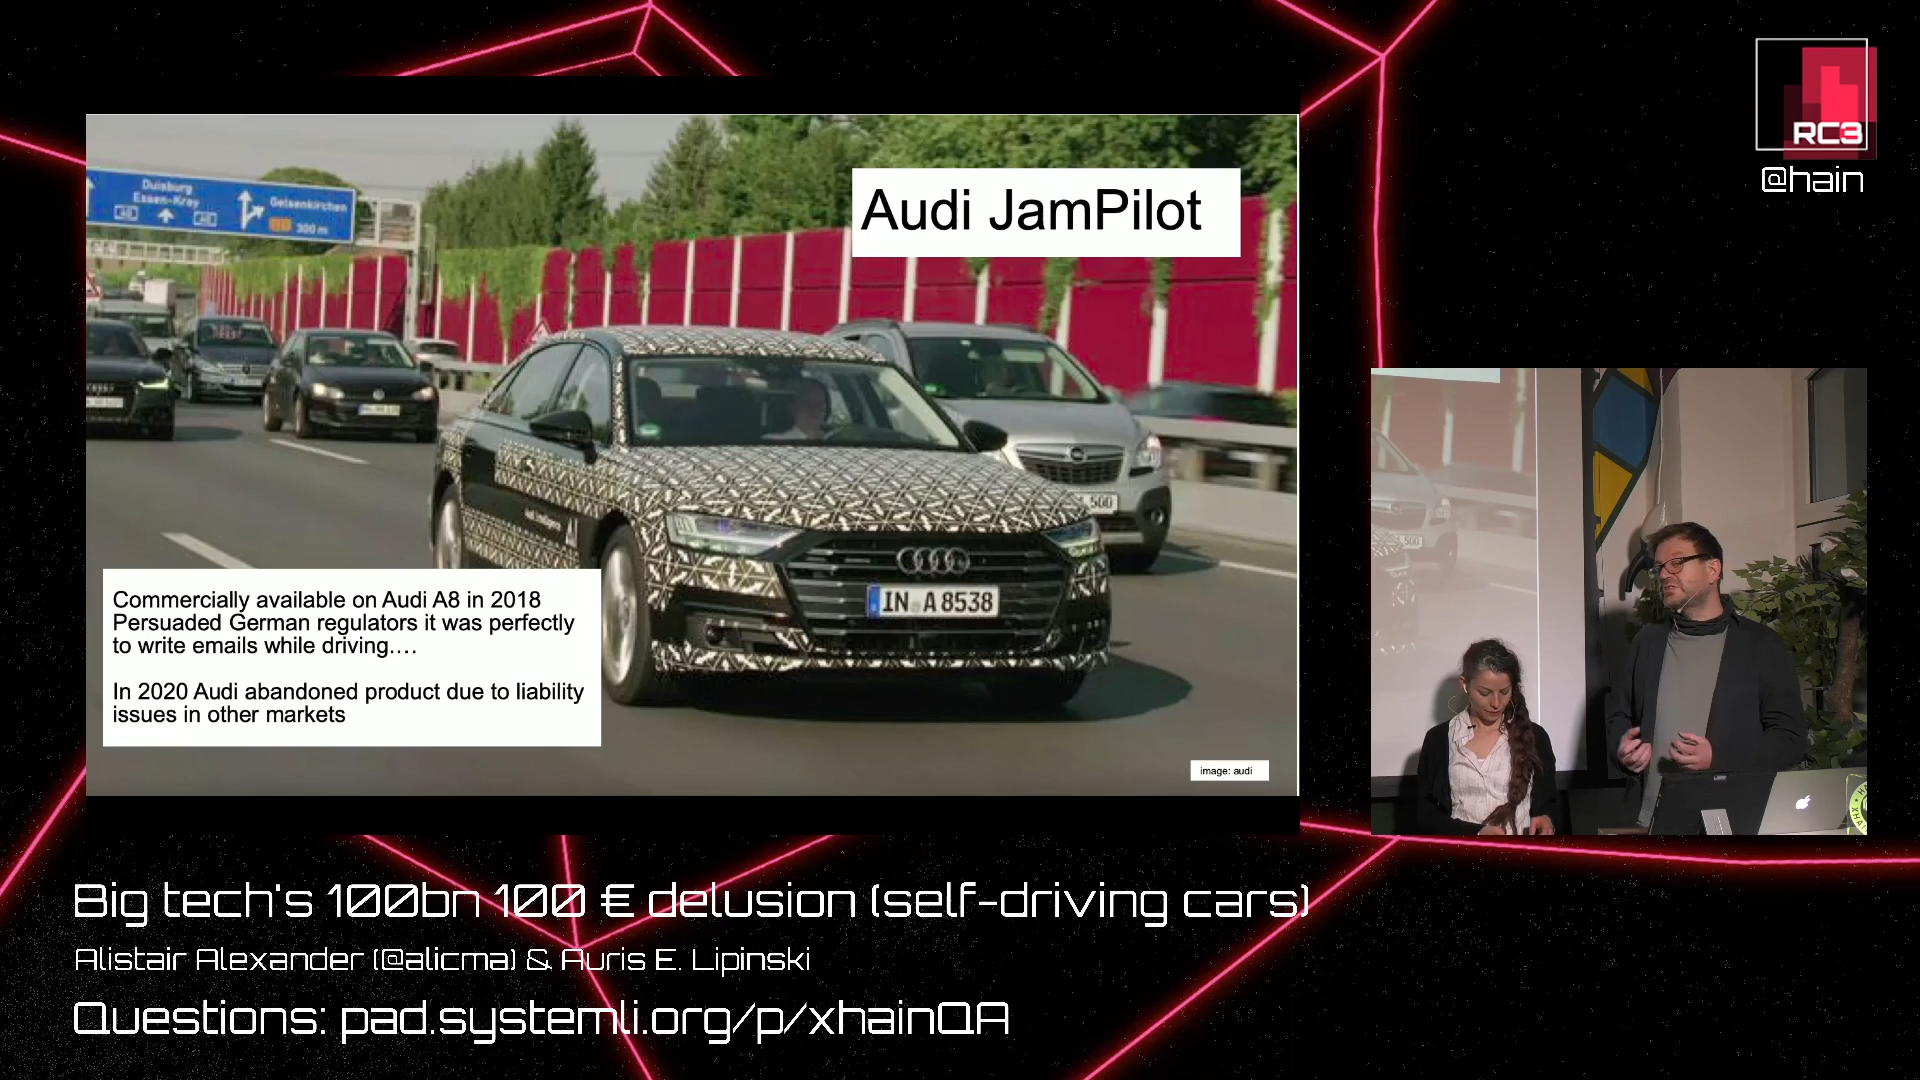 RC3
@hain
Duisburg
Essen-Kray
Gelsenkirchen
300 m
Audi JamPilot
IN A 8538
Commercially available on Audi A8 in 2018
Persuaded German regulators it was perfectly
to write emails while driving....
In 2020 Audi abandoned product due to liability
issues in other markets
image: audi
Big tech's 100bn 100 € delusion (self-driving cars)
Alistair Alexander (@alicma) & Auris E. Lipinski
Questions: pad.systemli.org/p/xhainQA